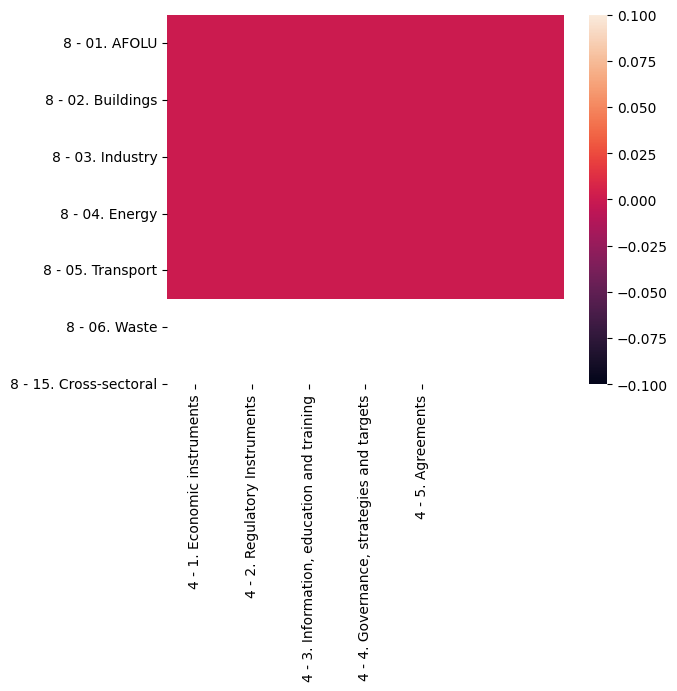 8 - 01. AFOLU
8 - 02. Buildings
8 - 03. Industry
8 - 04. Energy
8 - 05. Transport
8 - 06. Waste
8 - 15. Cross-sectoral
4 - 1. Economic instruments
4 - 2. Regulatory Instruments
4 - 3. Information, education and training
4 - 4. Governance, strategies and targets
4 - 5. Agreements
0.100
0.075
0.050
0.025
0.000
−0.025
−0.050
−0.075
−0.100